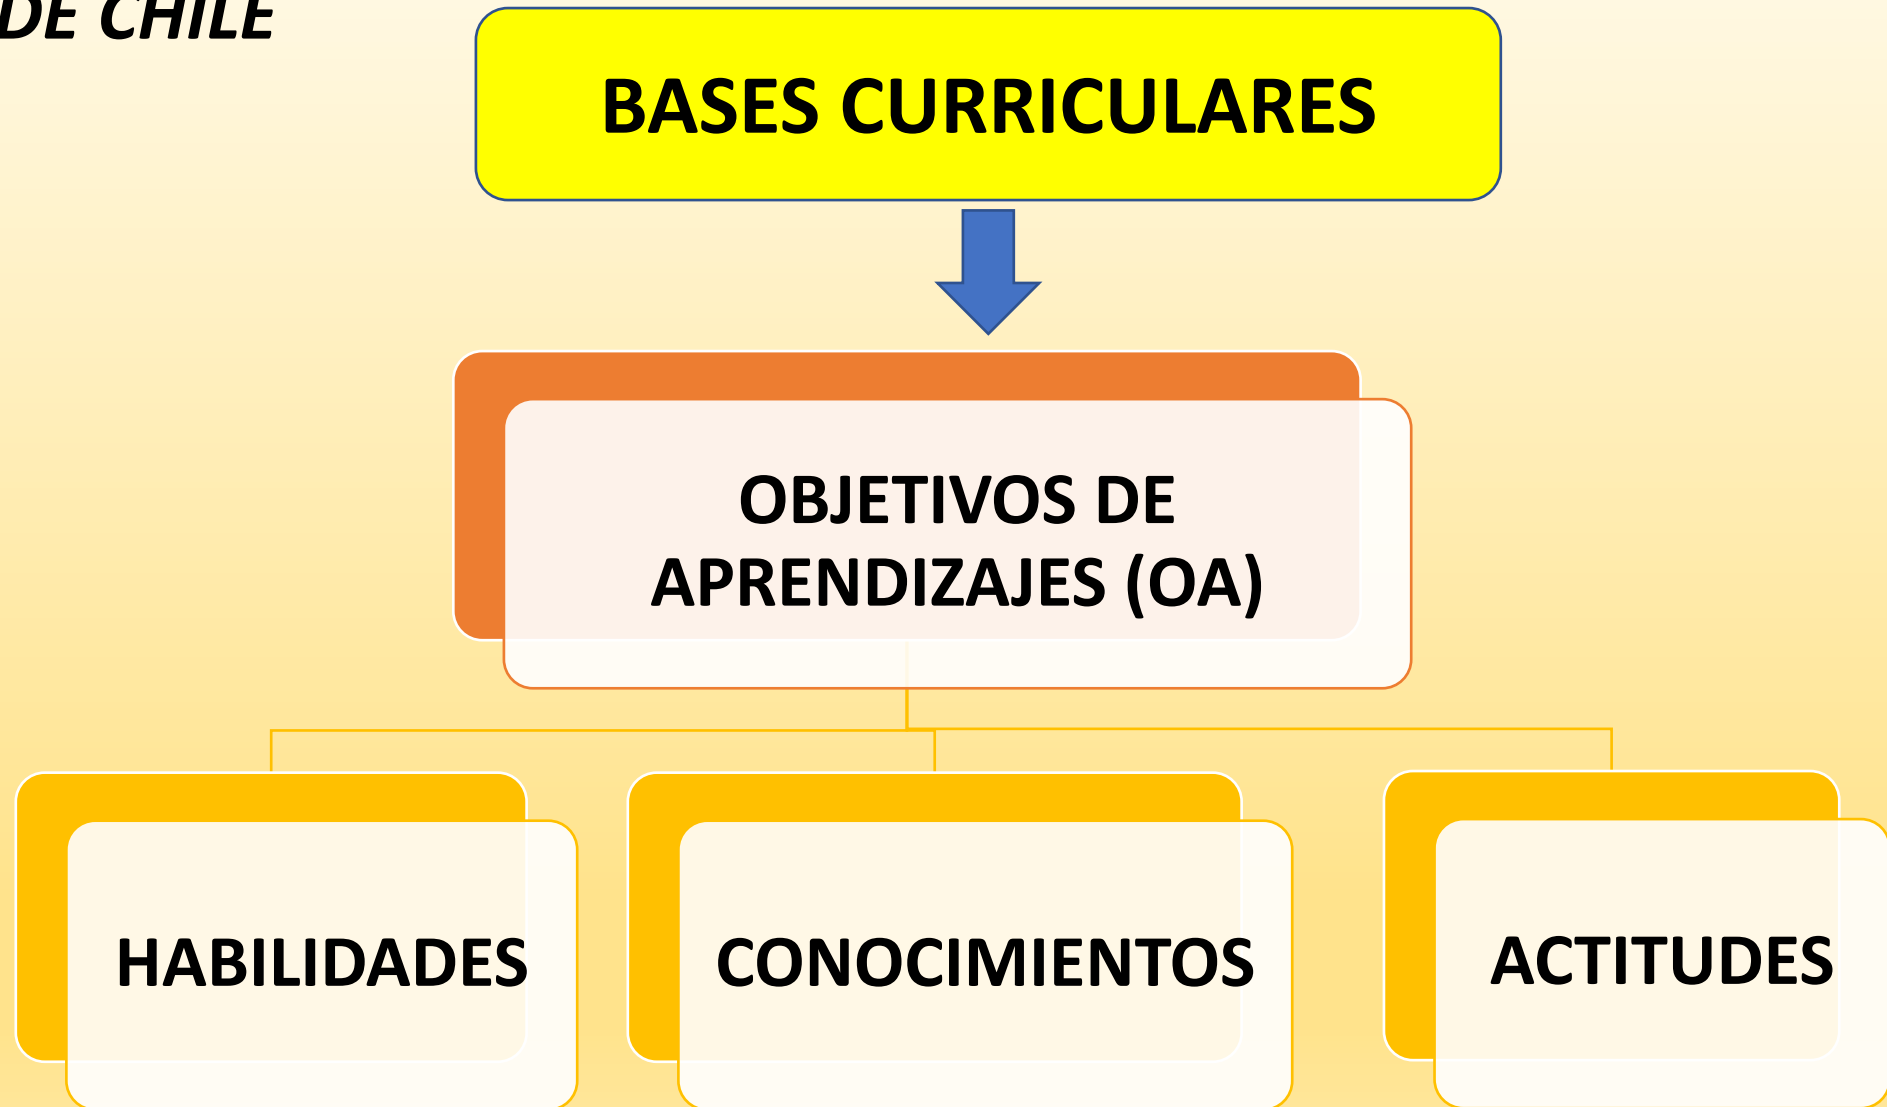 DE CHILE
BASES CURRICULARES
OBJETIVOS DE
APRENDIZAJES (OA)
HABILIDADES
CONOCIMIENTOS
ACTITUDES